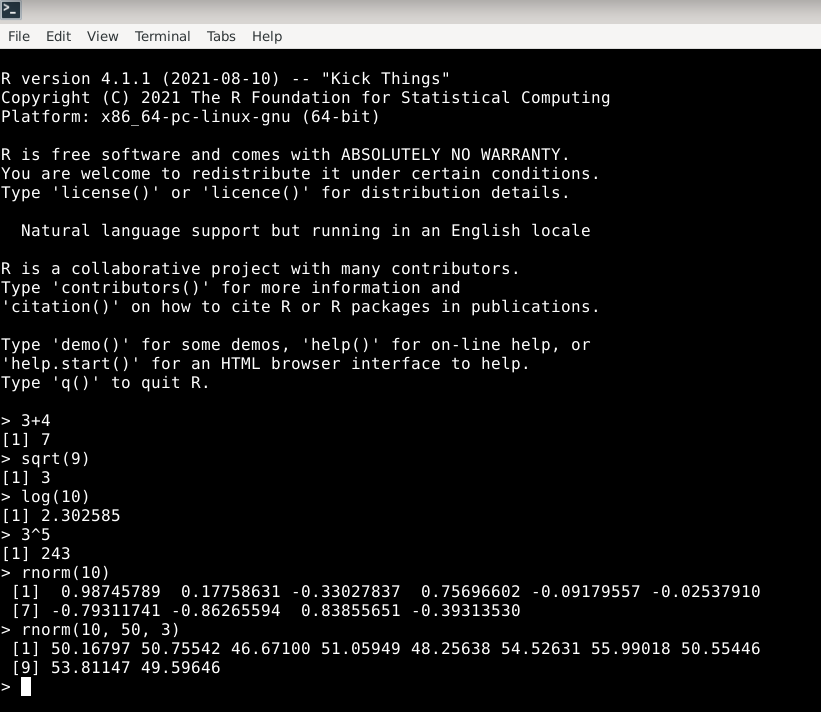 File Edit View Terminal Tabs Help
R version 4.1.1 (2021-08-10) -- "Kick Things"
Copyright (C) 2021 The R Foundation for Statistical Computing
Platform: x86_64-pc-linux-gnu (64-bit)
R is free software and comes with ABSOLUTELY NO WARRANTY.
You are welcome to redistribute it under certain conditions.
Type 'license()' or 'licence()' for distribution details.
  Natural language support but running in an English locale
R is a collaborative project with many contributors.
Type 'contributors()' for more information and
'citation()' on how to cite R or R packages in publications.
Type 'demo()' for some demos, 'help()' for on-line help, or
'help.start()' for an HTML browser interface to help.
Type 'q()' to quit R.
> 3+4
[1] 7
> sqrt(9)
[1] 3
> log(10)
[1] 2.302585
> 3^5
[1] 243
> rnorm(10)
 [1]  0.98745789  0.17758631 -0.33027837  0.75696602 -0.09179557 -0.02537910
 [7] -0.79311741 -0.86265594  0.83855651 -0.39313530
> rnorm(10, 50, 3)
 [1] 50.16797 50.75542 46.67100 51.05949 48.25638 54.52631 55.99018 50.55446
 [9] 53.81147 49.59646
>